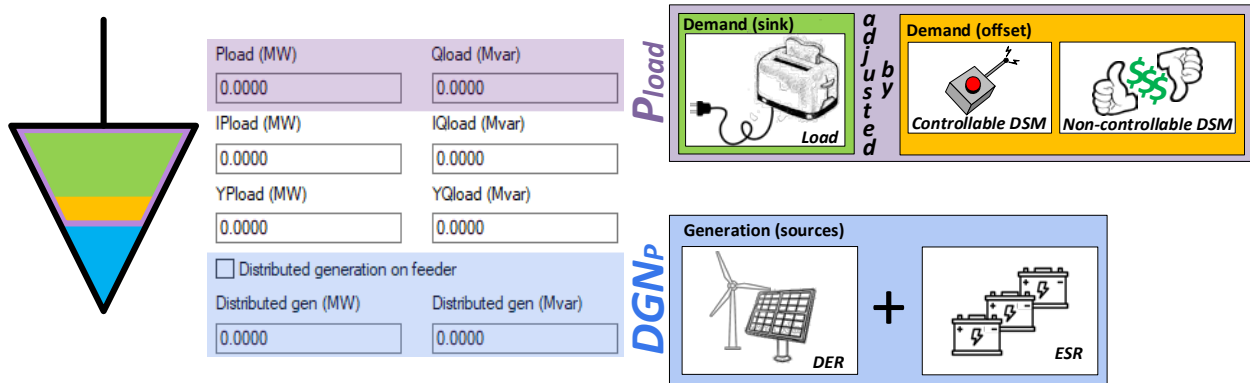 Pload (MW) Qload (Mvar)
0.0000 0.0000
IPload (MW) IQload (Mvar)
0.0000 0.0000
YPload (MW) YQload (Mvar)
0.0000 0.0000
Distributed generation on feeder
Distributed gen (MW) Distributed gen (Mvar)
0.0000 0.0000
Pload
Demand (sink)
Load
adjusted
by
Demand (offset)
$$$
Controllable DSM
Non-controllable DSM
DGNP
Generation (sources)
DER
+
ESR